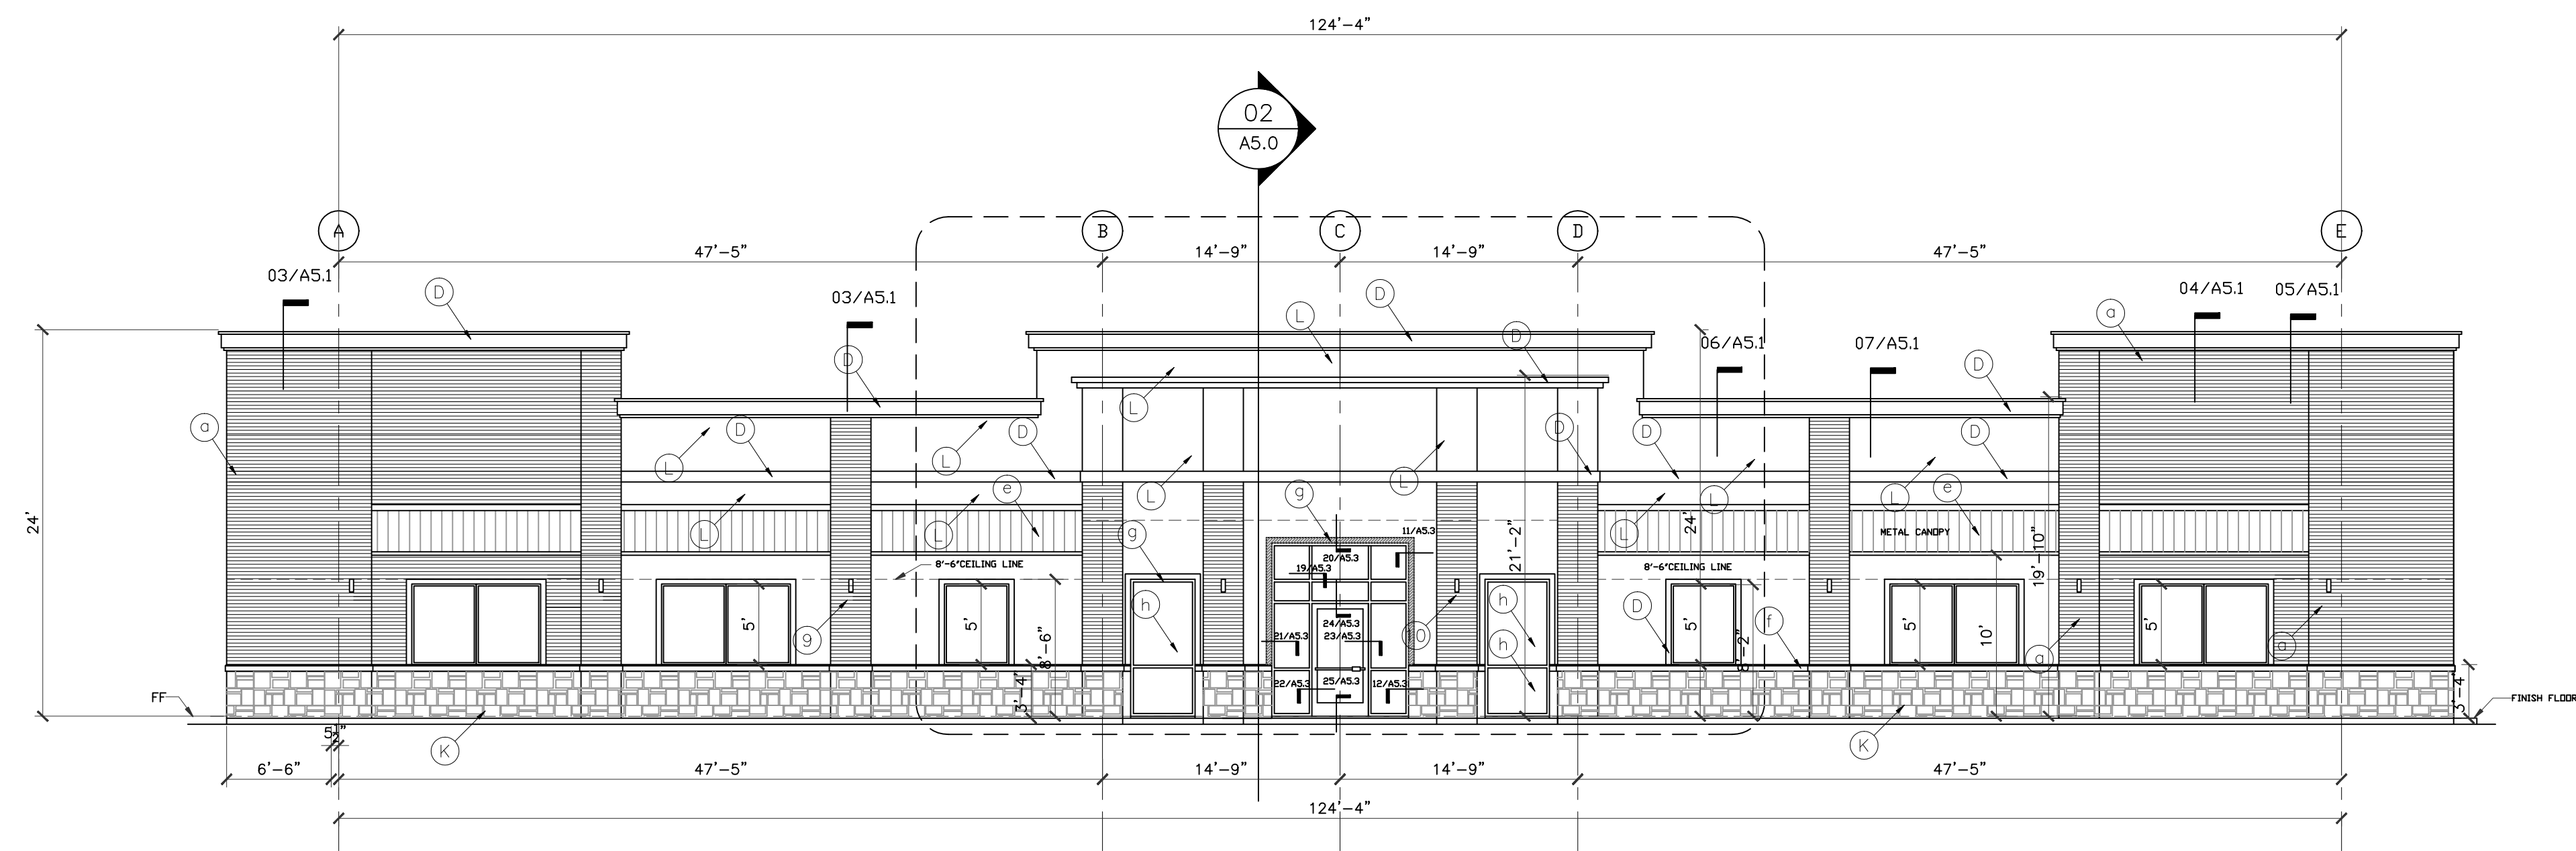 124'-4"
02
A5.0
A
B
C
D
E
47'-5"
14'-9"
14'-9"
47'-5"
03/A5.1
D
03/A5.1
D
L
D
D
06/A5.1
07/A5.1
D
a
04/A5.1
05/A5.1
a
L
D
L
D
L
L
L
D
D
L
D
L
24'
L
L
e
g
g
11/A5.3
L
24'
21'-2"
e
METAL CANOPY
19'-10"
8'-6"CEILING LINE
20/A5.3
19/A5.3
8'-6"CEILING LINE
9
5'
5'
8'-6"
3'-4"
h
21/A5.3
24/A5.3
23/A5.3
10
h
h
D
5'
8'-2"
f
5'
10'
a
5'
a
22/A5.3
25/A5.3
12/A5.3
FF
3'-4"
FINISH FLOOR
K
K
6'-6"
47'-5"
14'-9"
14'-9"
47'-5"
124'-4"